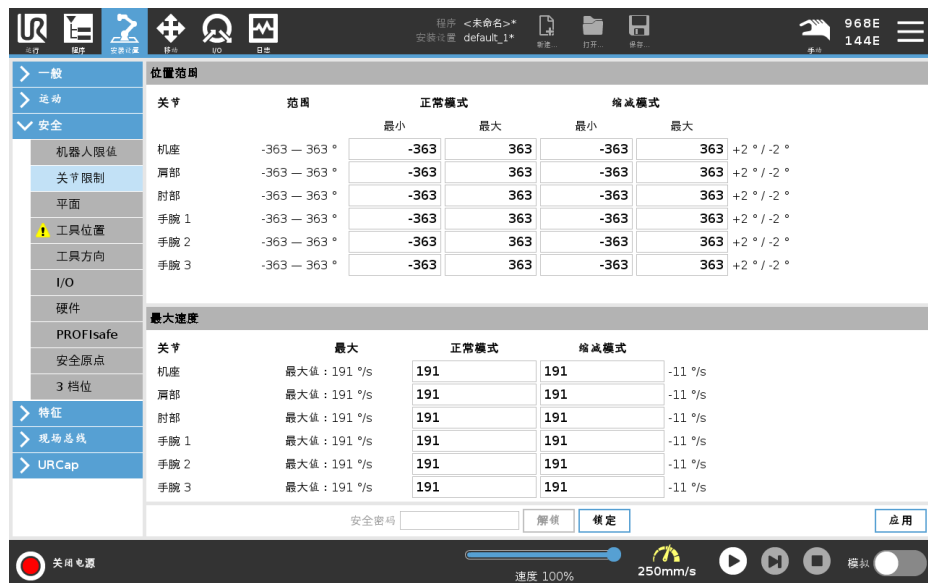 程序 <未命名>*
安装设置 default_1*
968E
144E
运行 程序 安装设置 移动 I/O 日志 新建... 打开... 保存... 手动
一般
运动
安全
机器人限值
关节限制
平面
工具位置
工具方向
I/O
硬件
PROFIsafe
安全原点
3 档位
特征
现场总线
URCap
位置范围
关节 范围 正常模式 缩减模式
最小 最大 最小 最大
机座 -363 — 363 ° -363 363 -363 363 +2 ° / -2 °
肩部 -363 — 363 ° -363 363 -363 363 +2 ° / -2 °
肘部 -363 — 363 ° -363 363 -363 363 +2 ° / -2 °
手腕 1 -363 — 363 ° -363 363 -363 363 +2 ° / -2 °
手腕 2 -363 — 363 ° -363 363 -363 363 +2 ° / -2 °
手腕 3 -363 — 363 ° -363 363 -363 363 +2 ° / -2 °
最大速度
关节 最大 正常模式 缩减模式
机座 最大值：191 °/s 191 191 -11 °/s
肩部 最大值：191 °/s 191 191 -11 °/s
肘部 最大值：191 °/s 191 191 -11 °/s
手腕 1 最大值：191 °/s 191 191 -11 °/s
手腕 2 最大值：191 °/s 191 191 -11 °/s
手腕 3 最大值：191 °/s 191 191 -11 °/s
安全密码 解锁 锁定 应用
关闭电源
速度 100%
250mm/s
模拟